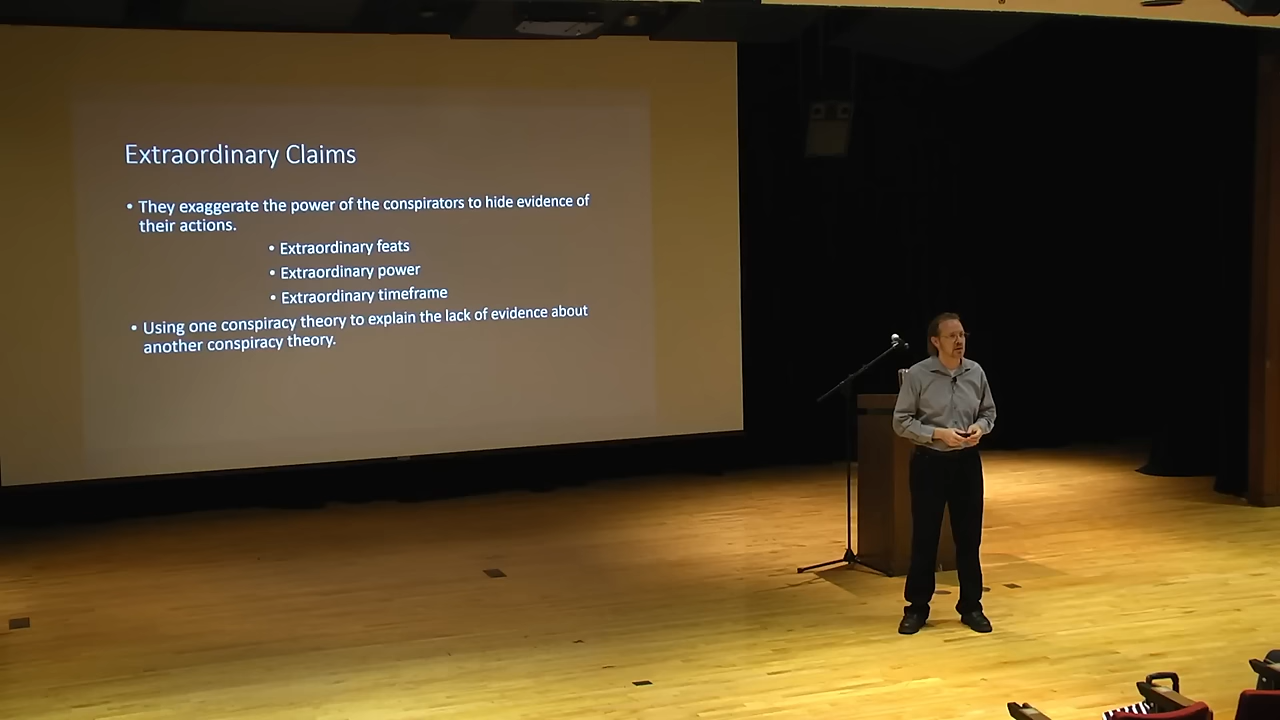 Extraordinary Claims
• They exaggerate the power of the conspirators to hide evidence of
their actions.
• Extraordinary feats
• Extraordinary power
• Extraordinary timeframe
• Using one conspiracy theory to explain the lack of evidence about
another conspiracy theory.